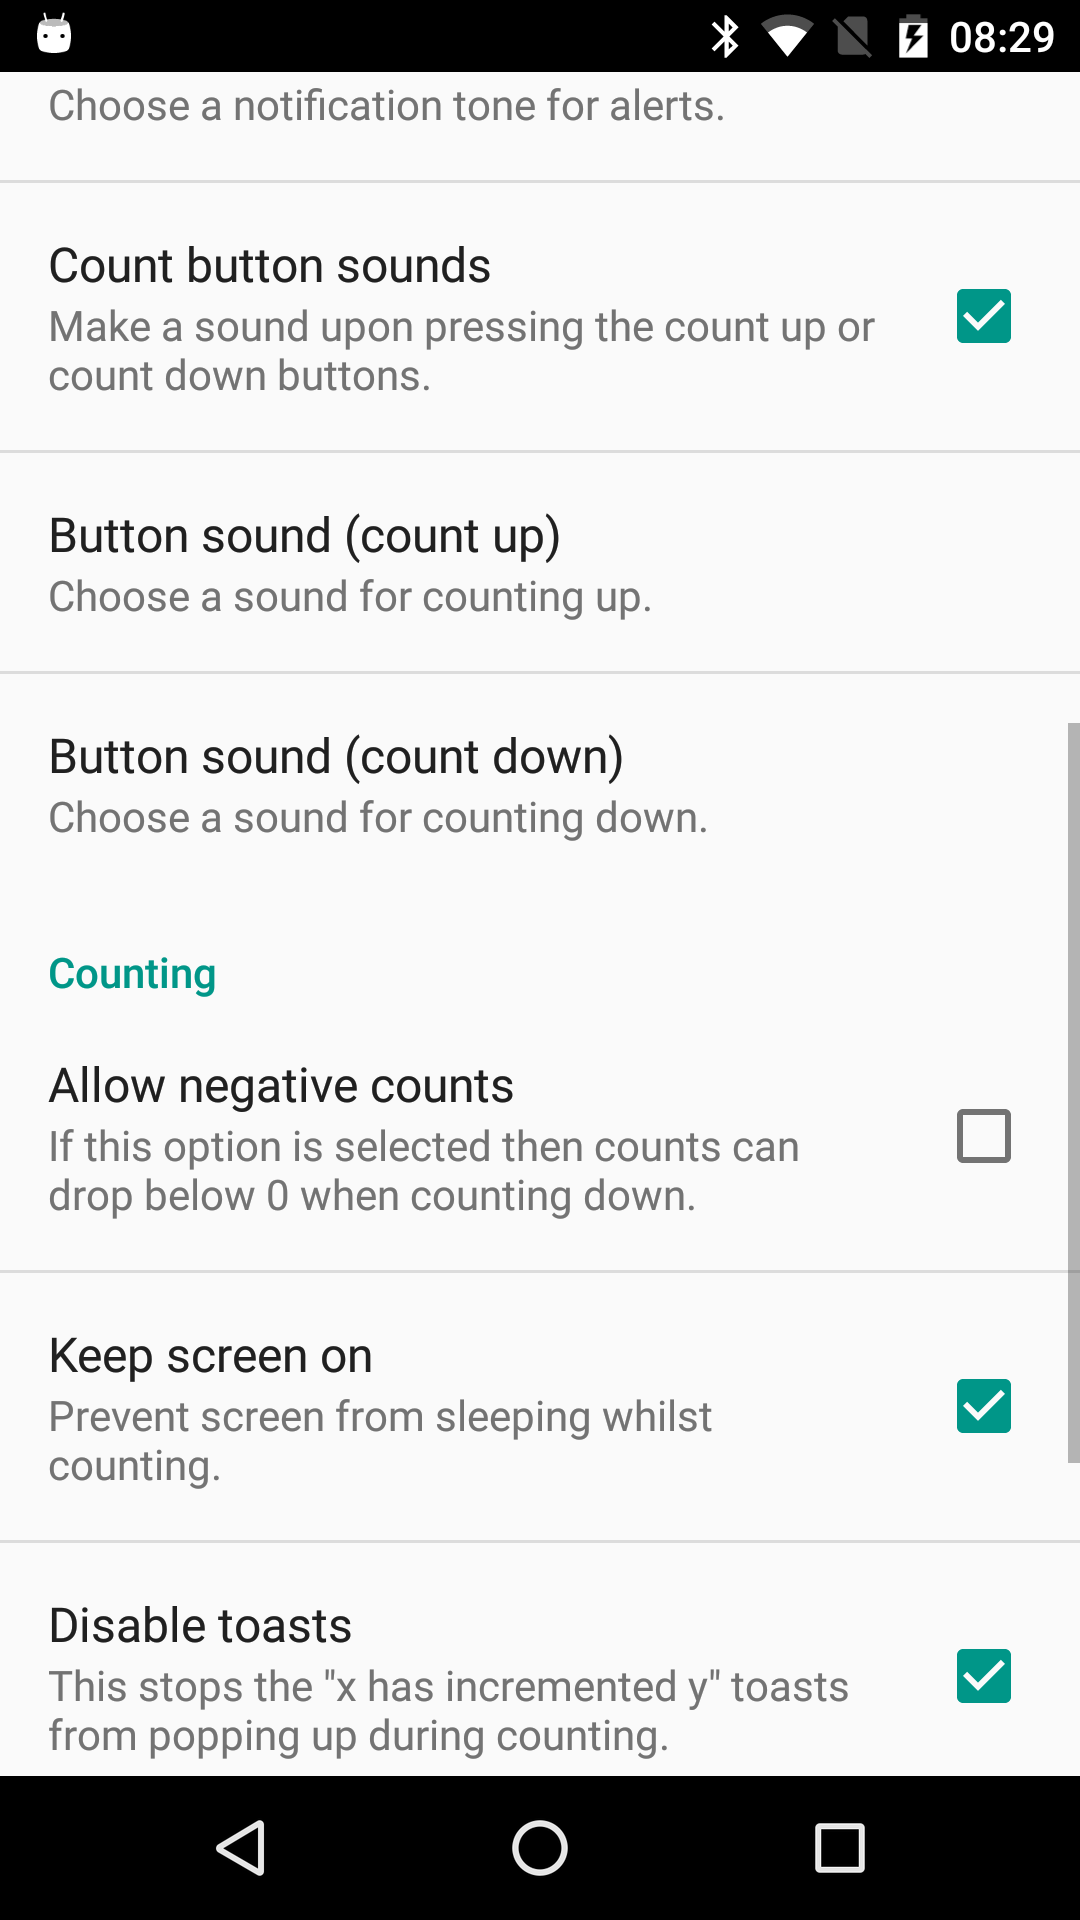 08:29
Choose a notification tone for alerts.
Count button sounds
Make a sound upon pressing the count up or
count down buttons.
Button sound (count up)
Choose a sound for counting up.
Button sound (count down)
Choose a sound for counting down.
Counting
Allow negative counts
If this option is selected then counts can
drop below 0 when counting down.
Keep screen on
Prevent screen from sleeping whilst
counting.
Disable toasts
This stops the "x has incremented y" toasts
from popping up during counting.